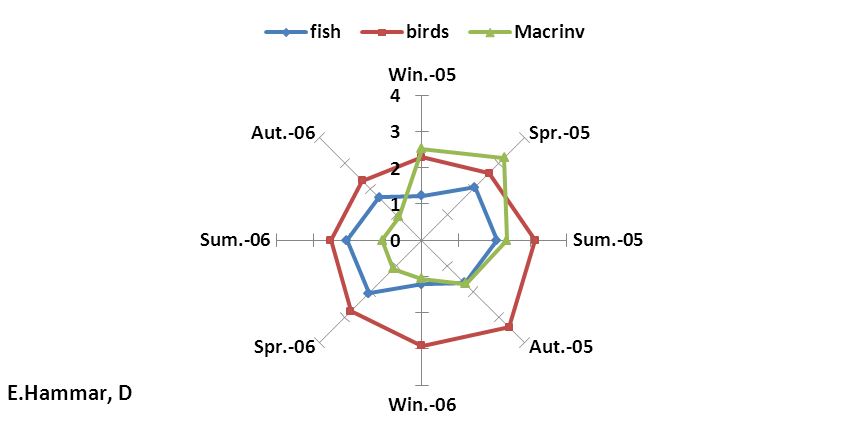 fish birds Macrinv
Win.-05
4
Aut.-06 3 Spr.-05
2
1
Sum.-06 0 Sum.-05
Spr.-06 Aut.-05
E.Hammar, D
Win.-06